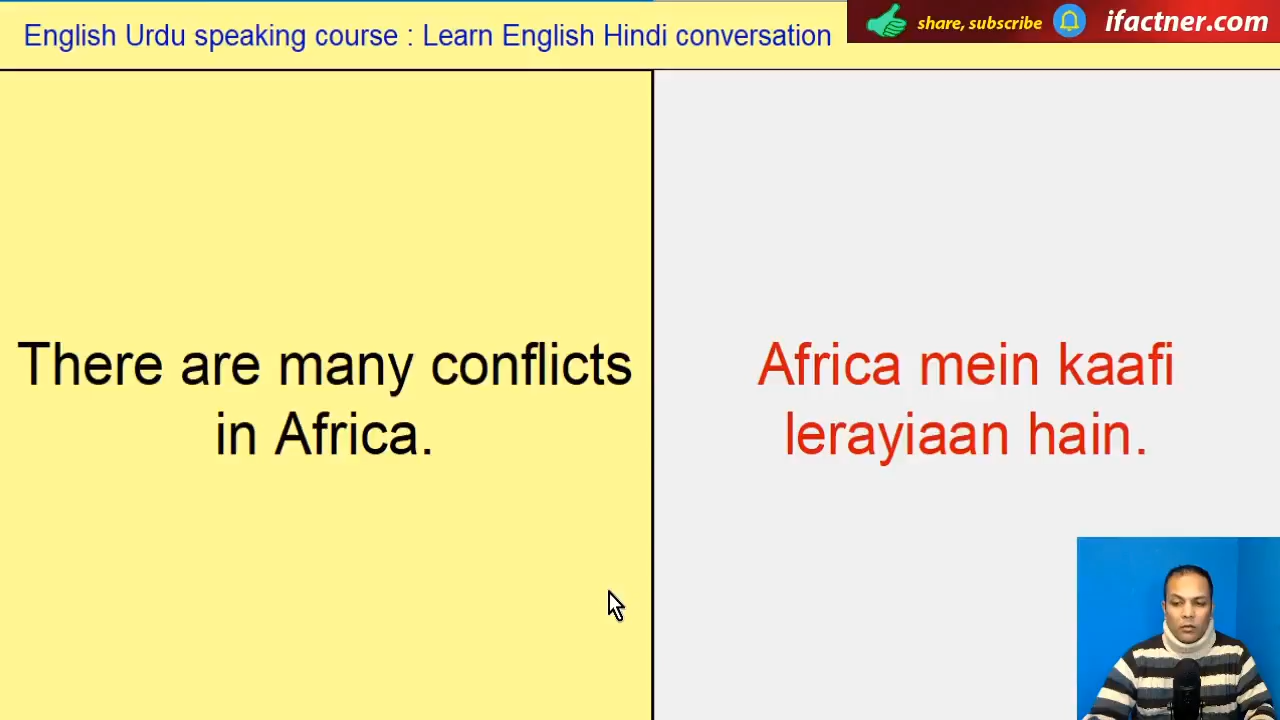 English Urdu speaking course : Learn English Hindi conversation
share, subscribe
ifactner.com
There are many conflicts
in Africa.
Africa mein kaafi
lerayiaan hain.